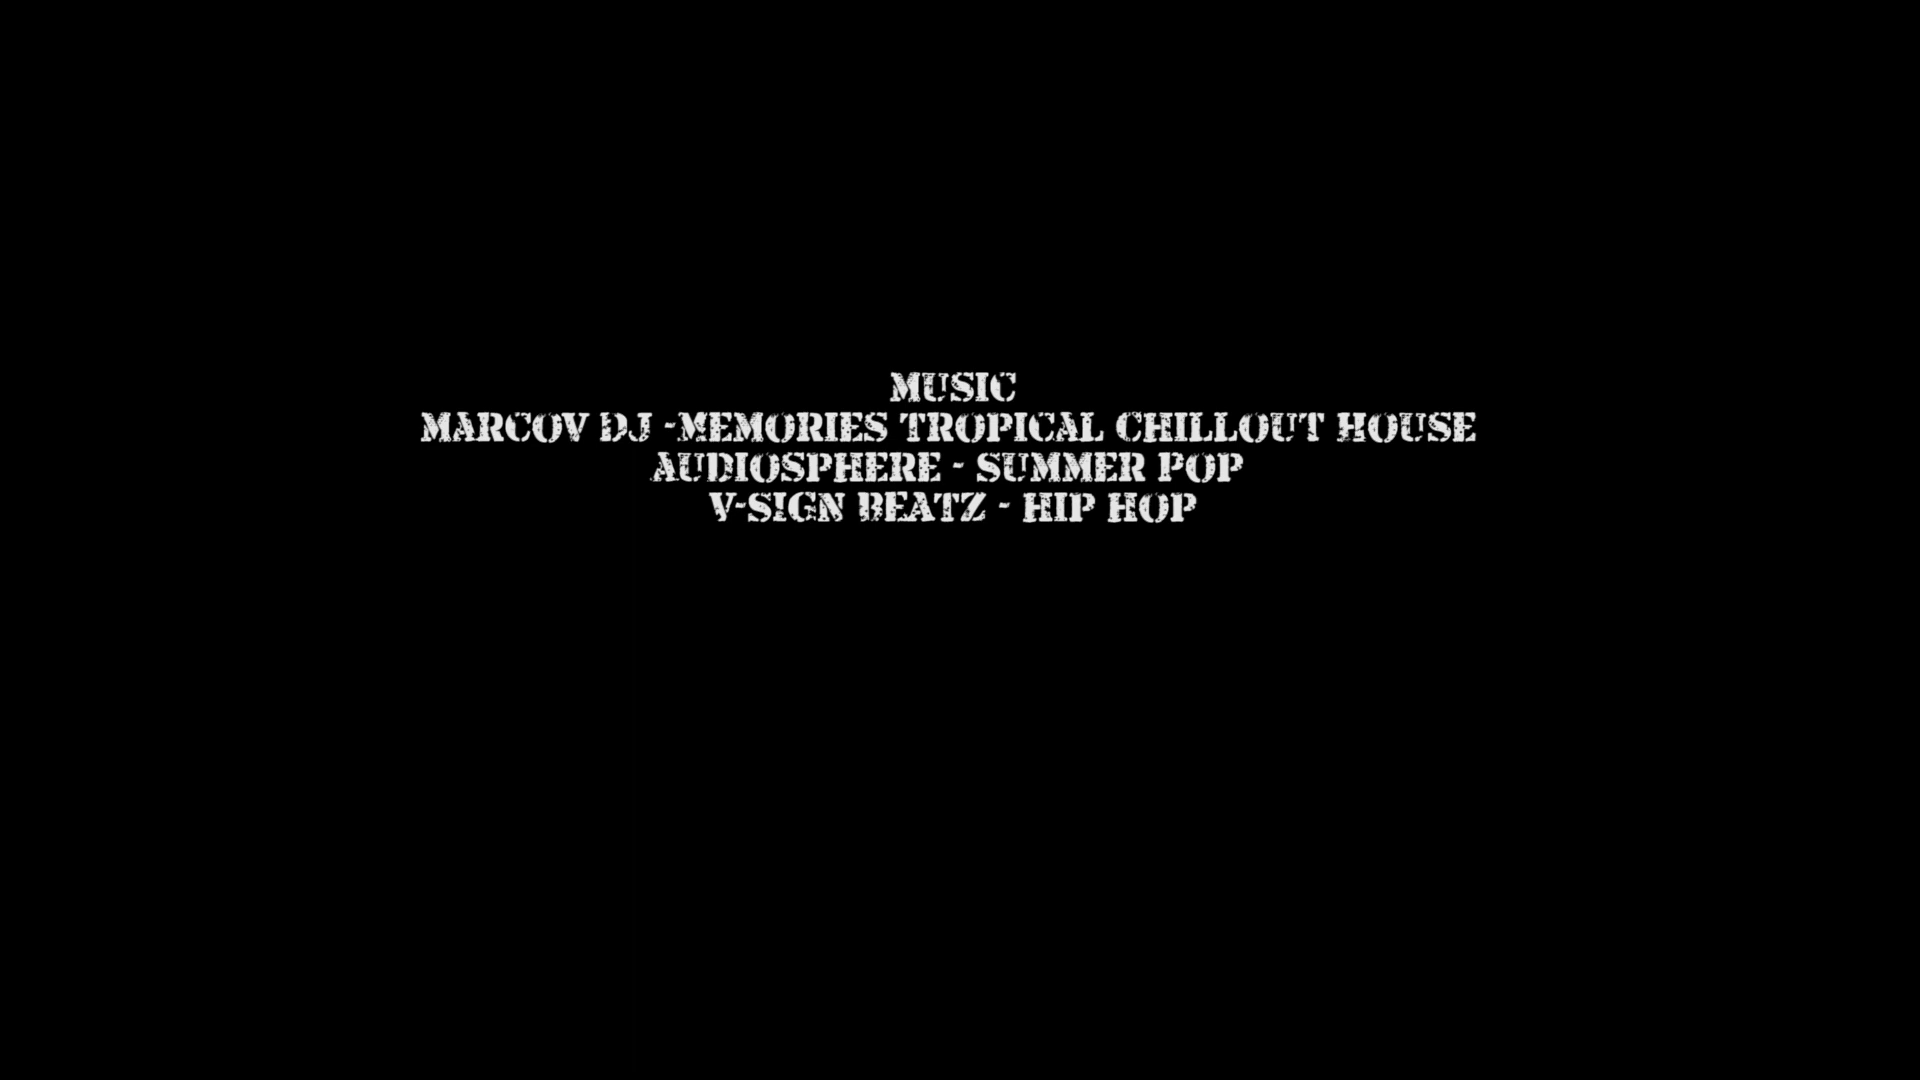 MUSIC
MARCOV DJ -MEMORIES TROPICAL CHILLOUT HOUSE
AUDIOSPHERE - SUMMER POP
V-SIGN BEATZ - HIP HOP